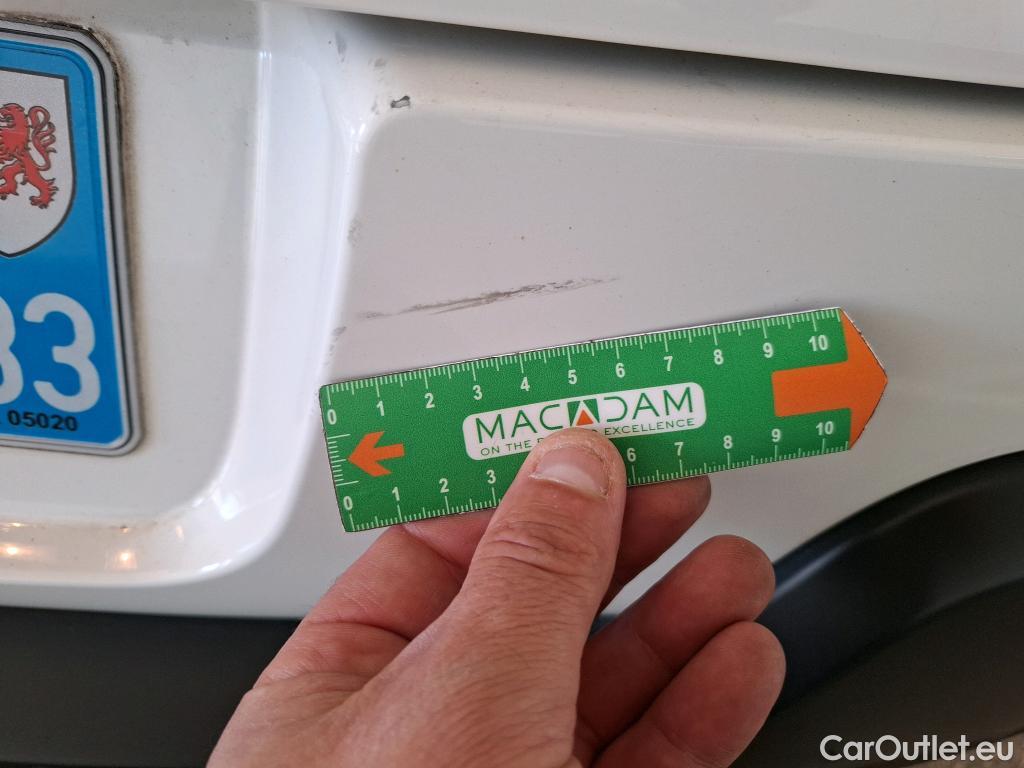 33
05020
0 1 2 3 4 5 6 7 8 9 10
MACADAM
ON THE EXCELLENCE
0 1 2 3 6 7 8 9 10
CarOutlet.eu